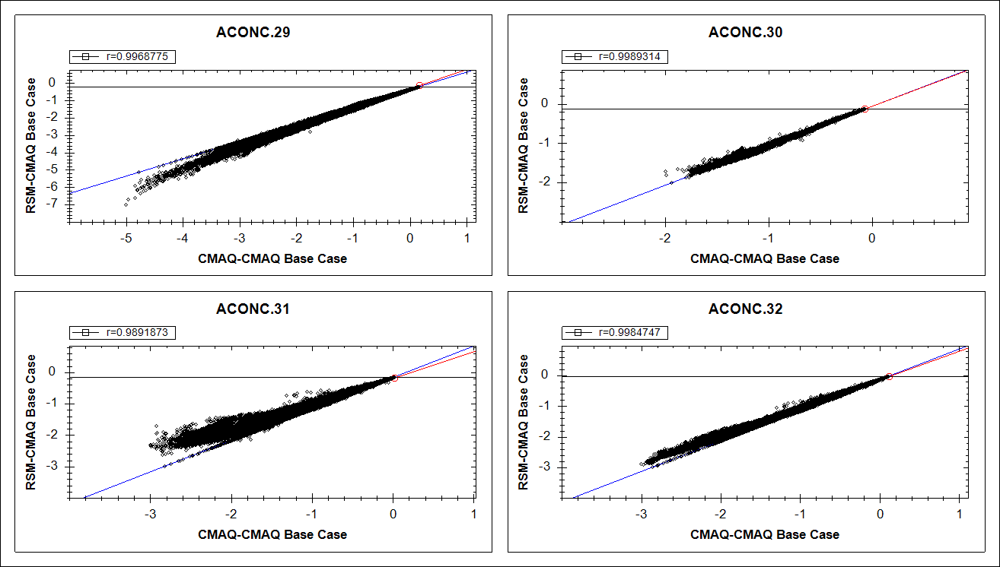 ACONC.29
r=0.9968775
RSM-CMAQ Base Case
0
-1
-2
-3
-4
-5
-6
-7
-5 -4 -3 -2 -1 0 1
CMAQ-CMAQ Base Case
ACONC.30
r=0.9989314
RSM-CMAQ Base Case
0
-1
-2
-2 -1 0
CMAQ-CMAQ Base Case
ACONC.31
r=0.9891873
RSM-CMAQ Base Case
0
-1
-2
-3
-3 -2 -1 0 1
CMAQ-CMAQ Base Case
ACONC.32
r=0.9984747
RSM-CMAQ Base Case
0
-1
-2
-3
-3 -2 -1 0 1
CMAQ-CMAQ Base Case